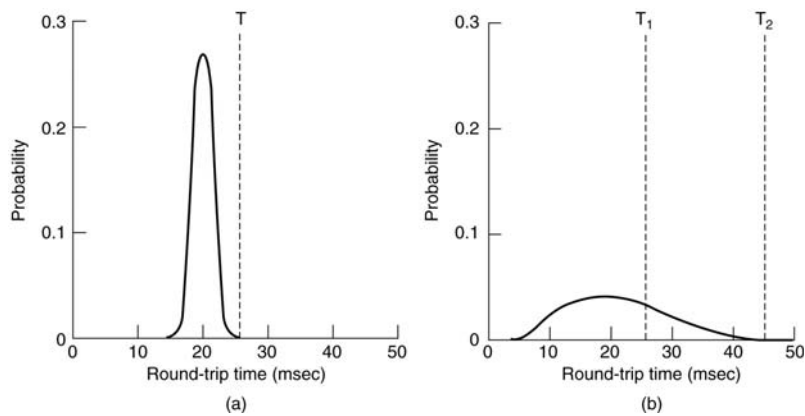 T
0.3
0.2
0.1
0
Probability
0 10 20 30 40 50
Round-trip time (msec)
(a)
T1 T2
0.3
0.2
0.1
0
Probability
0 10 20 30 40 50
Round-trip time (msec)
(b)